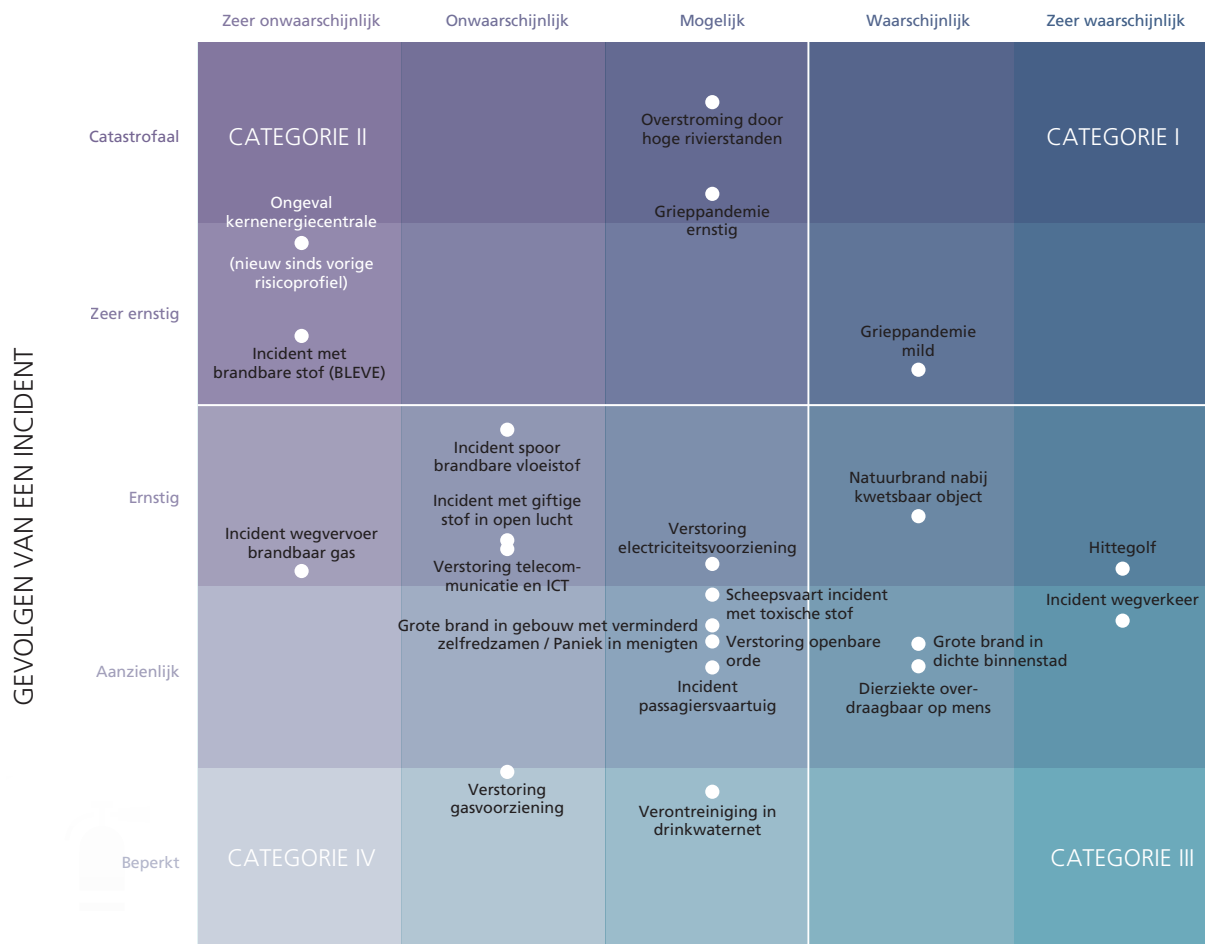 Zeer onwaarschijnlijk
Onwaarschijnlijk
Mogelijk
Waarschijnlijk
Zeer waarschijnlijk
GEVOLGEN VAN EEN INCIDENT
Catastrofaal
CATEGORIE II
Overstroming door
hoge rivierstanden
CATEGORIE I
Ongeval
kernenergiecentrale
(nieuw sinds vorige
risicoprofiel)
Grieppandemie
ernstig
Zeer ernstig
Incident met
brandbare stof (BLEVE)
Grieppandemie
mild
Ernstig
Incident spoor
brandbare vloeistof
Natuurbrand nabij
kwetsbaar object
Incident met giftige
stof in open lucht
Incident wegvervoer
brandbaar gas
Verstoring
electriciteitsvoorziening
Hittegolf
Verstoring telecom-
municatie en ICT
Aanzienlijk
Scheepsvaart incident
met toxische stof
Incident wegverkeer
Grote brand in gebouw met verminderd
zelfredzamen / Paniek in menigten
Verstoring openbare
orde
Grote brand in
dichte binnenstad
Incident
passagiersvaartuig
Dierziekte over-
draagbaar op mens
Verstoring
gasvoorziening
Verontreiniging in
drinkwaternet
Beperkt
CATEGORIE IV
CATEGORIE III